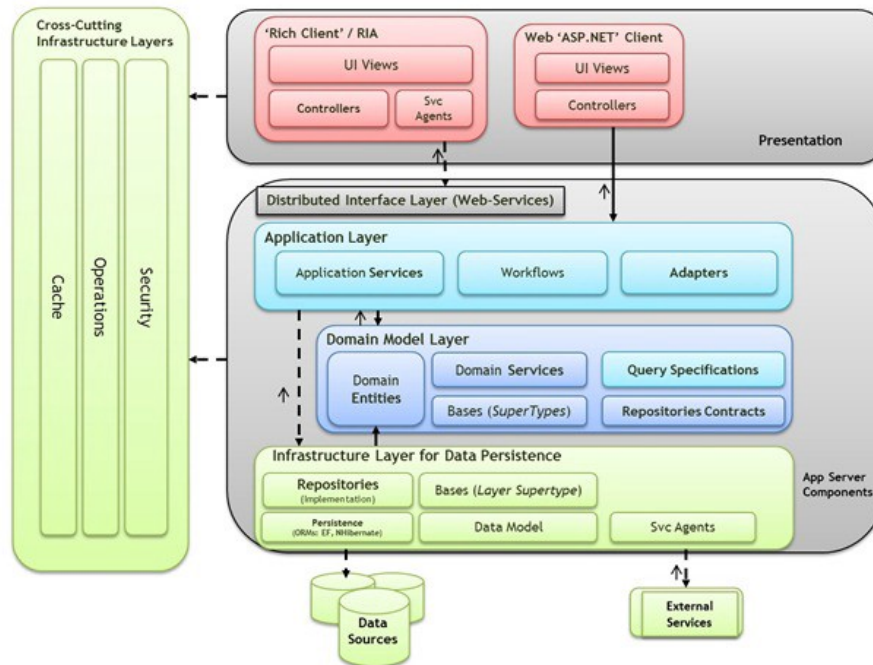 Cross-Cutting
Infrastructure Layers
Cache
Operations
Security
'Rich Client' / RIA
UI Views
Controllers
Svc
Agents
Web 'ASP.NET' Client
UI Views
Controllers
Presentation
Distributed Interface Layer (Web-Services)
Application Layer
Application Services
Workflows
Adapters
Domain Model Layer
Domain
Entities
Domain Services
Query Specifications
Bases (SuperTypes)
Repositories Contracts
Infrastructure Layer for Data Persistence
Repositories
(Implementation)
Bases (Layer Supertype)
Persistence
(ORMs: EF, NHibernate)
Data Model
Svc Agents
App Server
Components
Data
Sources
External
Services